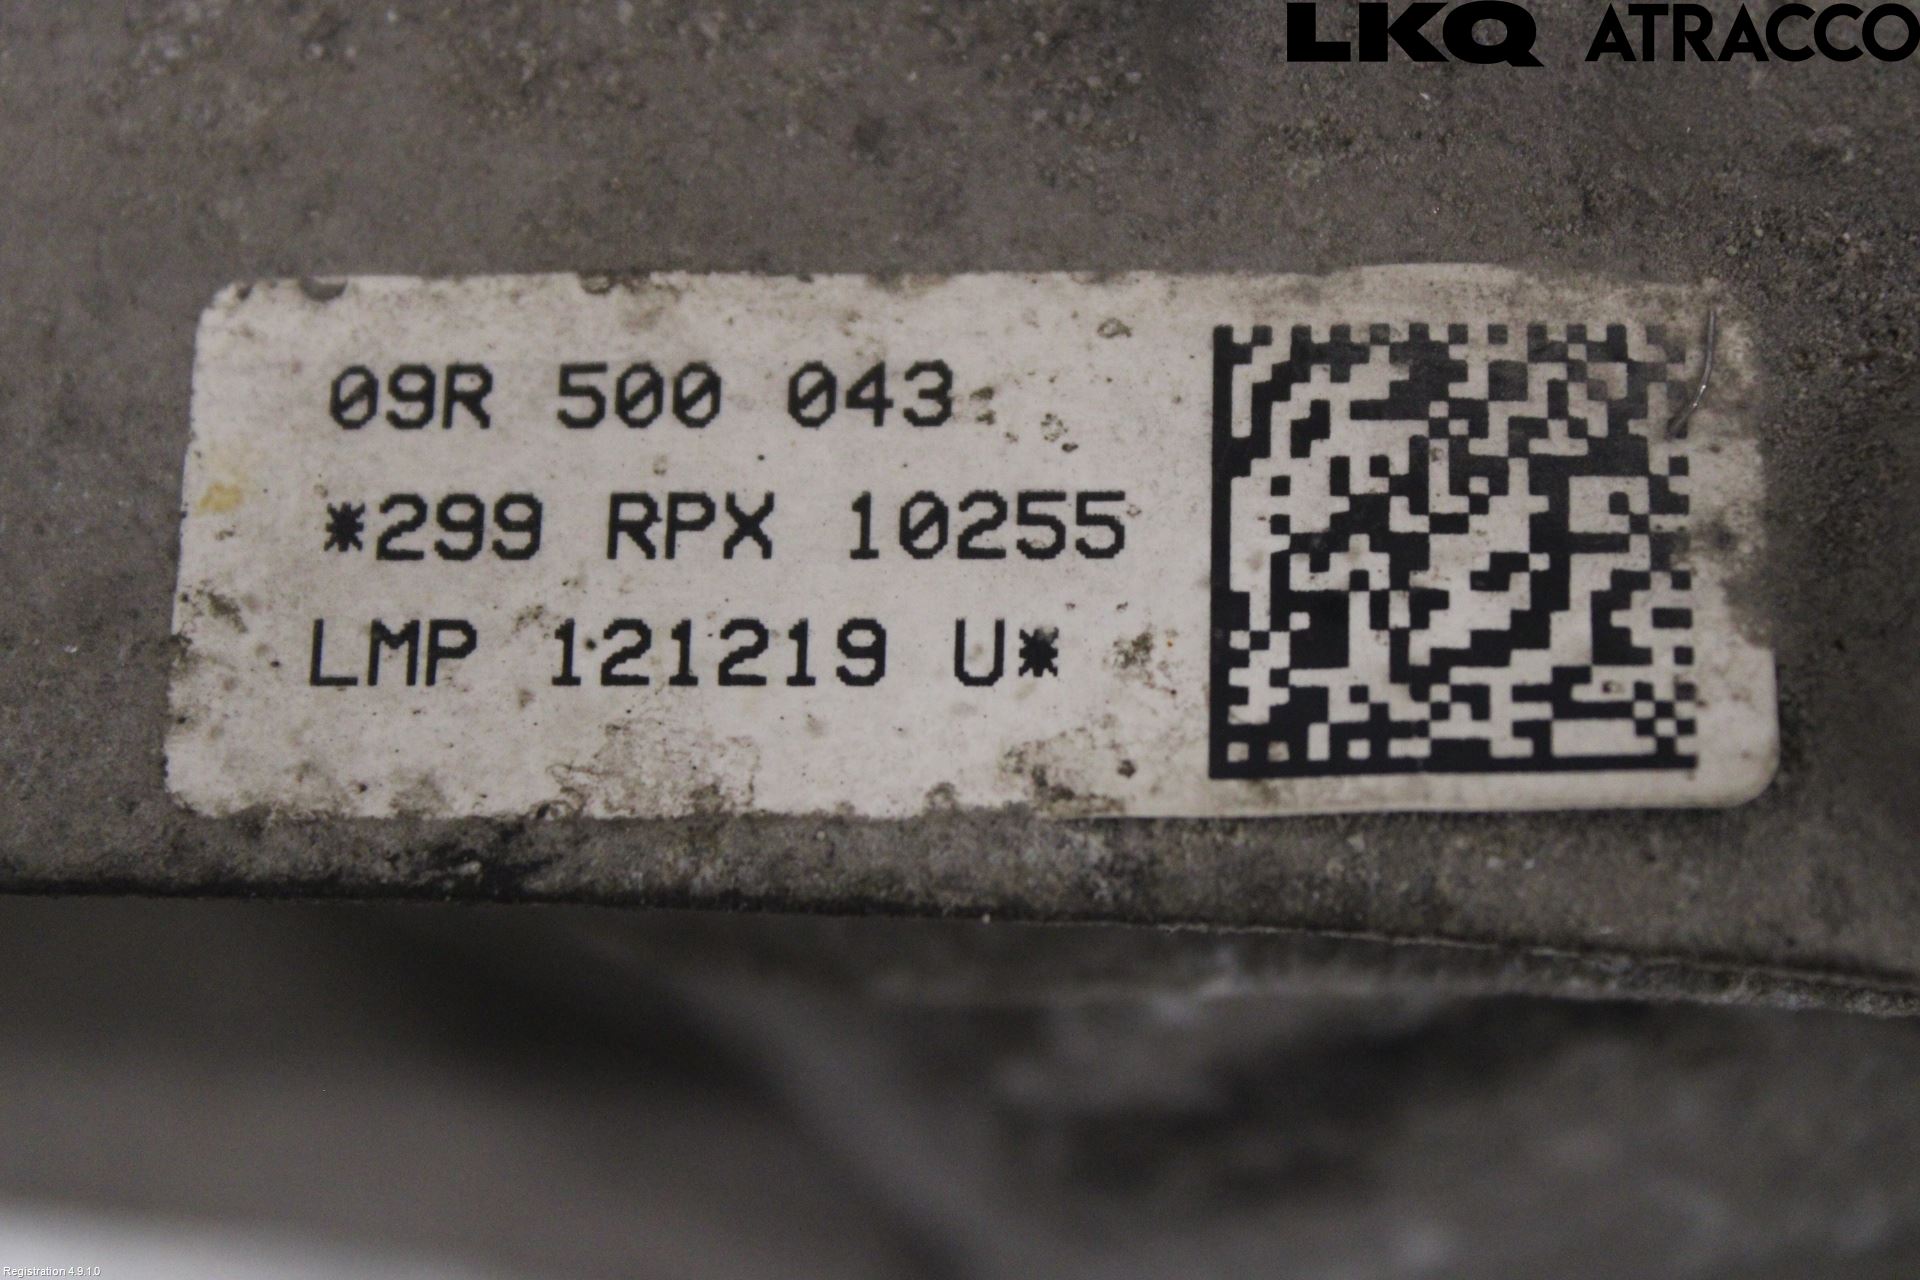 LKQ ATRACCO
09R 500 043
*299 RPX 10255
LMP 121219 U*
Registration 4.9.1.0